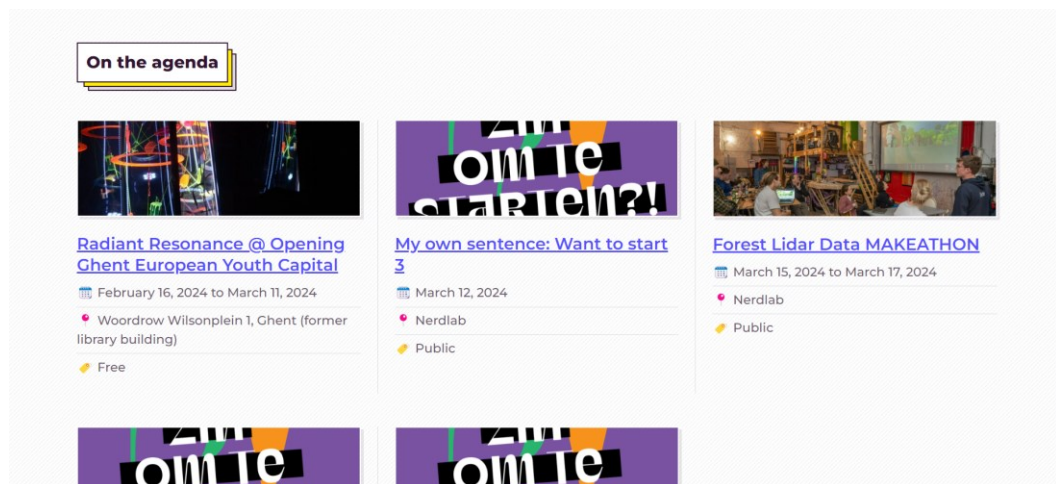 On the agenda
OM TE
STARTEN?!
Radiant Resonance @ Opening
Ghent European Youth Capital
February 16, 2024 to March 11, 2024
Woordrow Wilsonplein 1, Ghent (former
library building)
Free
My own sentence: Want to start
3
March 12, 2024
Nerdlab
Public
Forest Lidar Data MAKEATHON
March 15, 2024 to March 17, 2024
Nerdlab
Public
OM TE
OM TE